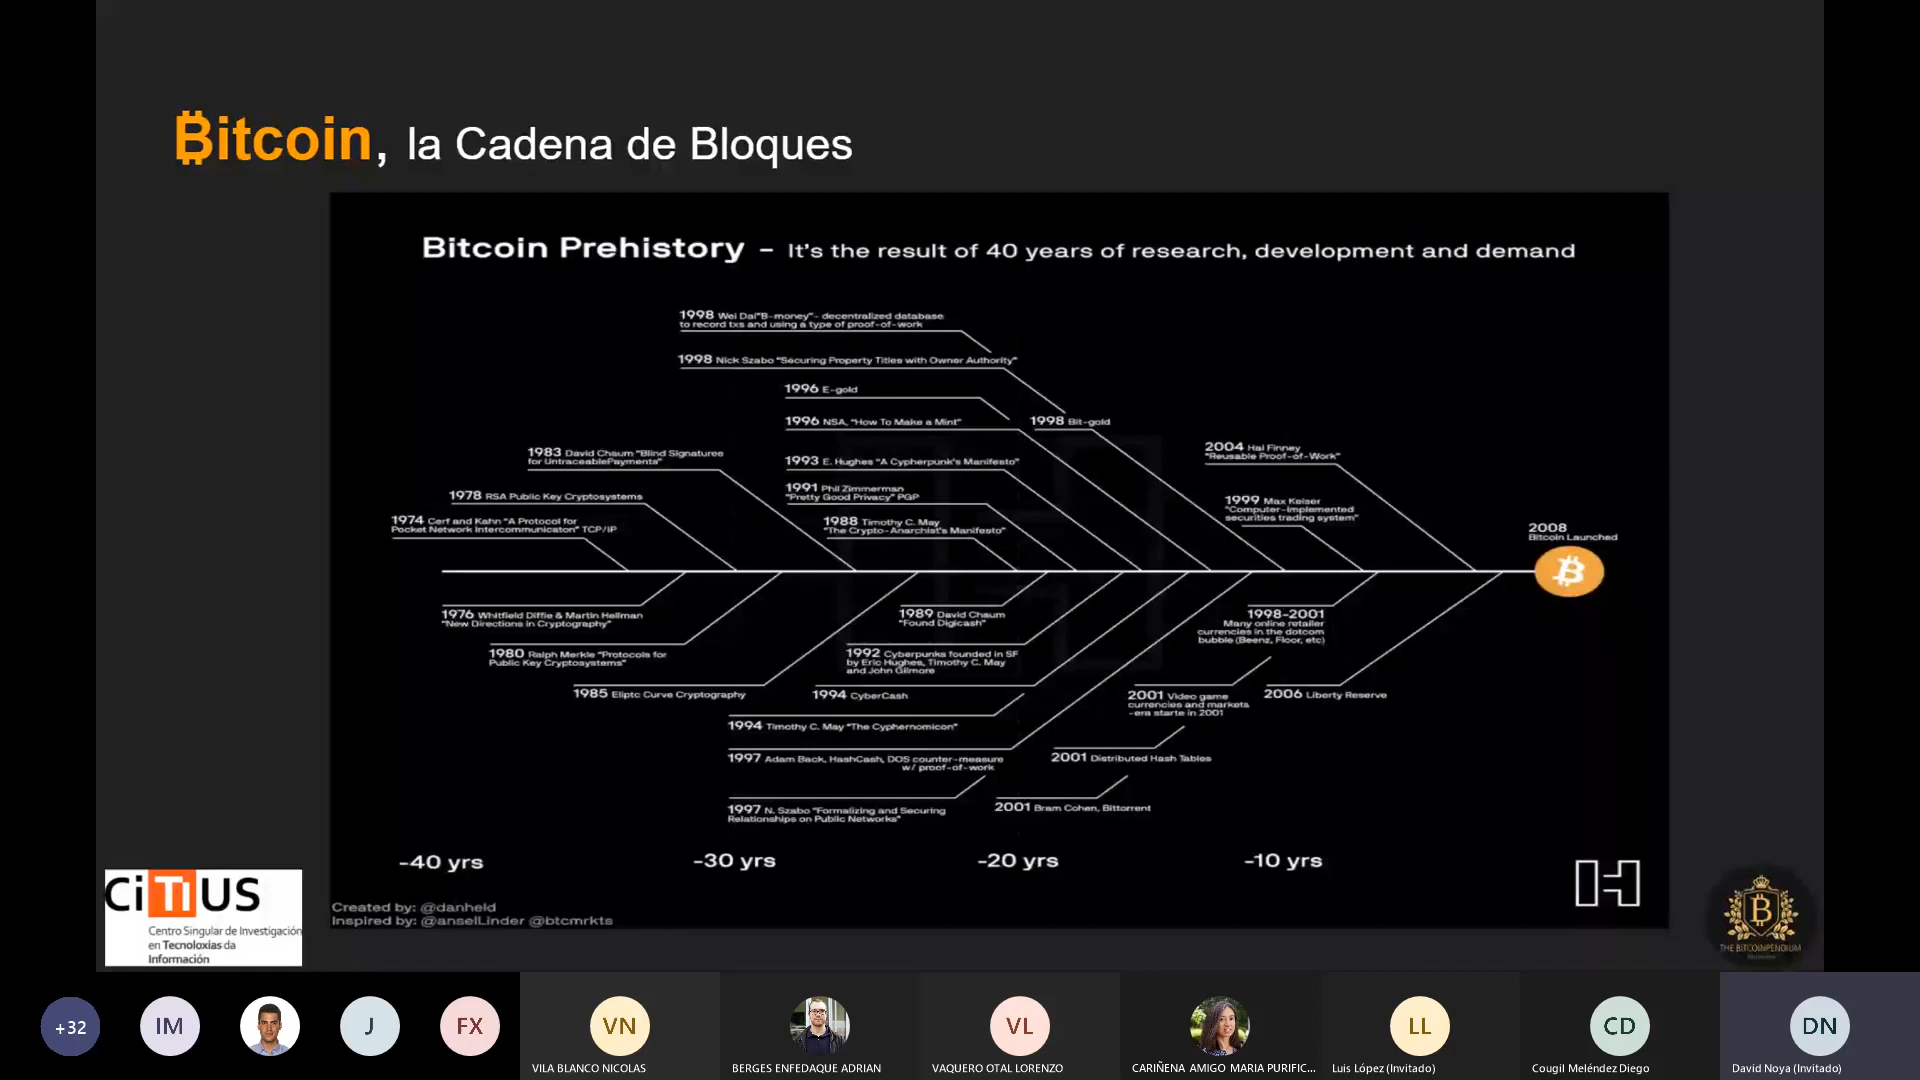 ₿itcoin, la Cadena de Bloques
Bitcoin Prehistory - It's the result of 40 years of research, development and demand
1998 Wei Dai"B-money"- decentralized database
to record txs and using a type of proof-of-work
1998 Nick Szabo "Securing Property Titles with Owner Authority"
1996 E-gold
1996 NSA, "How To Make a Mint"
1998 Bit-gold
1983 David Chaum "Blind Signatures
for UntraceablePayments"
1993 E. Hughes "A Cypherpunk's Manifesto"
2004 Hal Finney
"Reusable Proof-of-Work"
1978 RSA Public Key Cryptosystems
1991 Phil Zimmerman
"Pretty Good Privacy" PGP
1999 Max Keiser
"Computer-implemented
securities trading system"
1974 Cerf and Kahn "A Protocol for
Pocket Network Intercommunicaton" TCP/IP
1988 Timothy C. May
"The Crypto-Anarchist's Manifesto"
2008
Bitcoin Launched
1976 Whitfield Diffie & Martin Hellman
"New Directions in Cryptography"
1989 David Chaum
"Found Digicash"
1998-2001
Many online retailer
currencies in the dotcom
bubble (Beenz, Floor, etc)
1980 Ralph Merkle "Protocols for
Public Key Cryptosystems"
1992 Cyberpunks founded in SF
by Eric Hughes, Timothy C. May
and John Gilmore
1985 Eliptc Curve Cryptography
1994 CyberCash
2001 Video game
currencies and markets
-era starte in 2001
2006 Liberty Reserve
1994 Timothy C. May "The Cyphernomicon"
1997 Adam Back, HashCash, DOS counter-measure
w/ proof-of-work
2001 Distributed Hash Tables
1997 N. Szabo "Formalizing and Securing
Relationships on Public Networks"
2001 Bram Cohen, Bittorrent
-40 yrs
-30 yrs
-20 yrs
-10 yrs
Created by: @danheld
Inspired by: @anselLinder @btcmrkts
CiTIUS
Centro Singular de Investigación
en Tecnoloxías da
Información
THE BITCOINPENDIUM
+32
IM
J
FX
VN
VL
LL
CD
DN
VILA BLANCO NICOLAS
BERGES ENFEDAQUE ADRIAN
VAQUERO OTAL LORENZO
CARIÑENA AMIGO MARIA PURIFIC...
Luis López (Invitado)
Cougil Meléndez Diego
David Noya (Invitado)